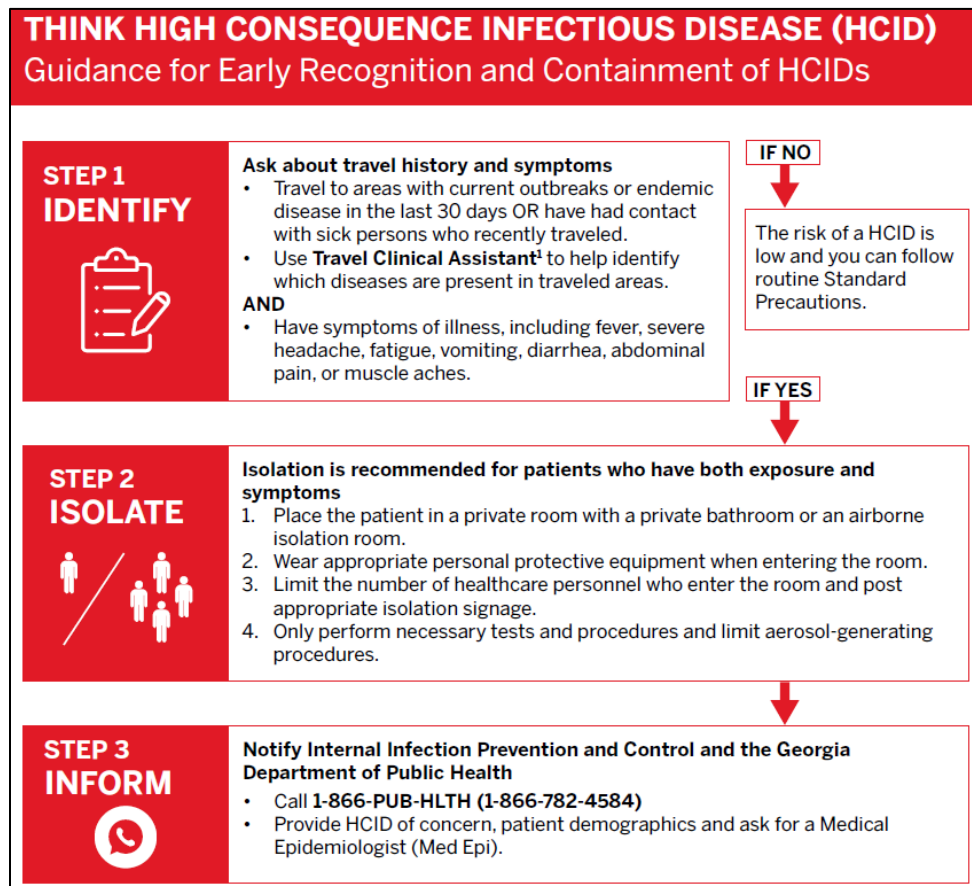 THINK HIGH CONSEQUENCE INFECTIOUS DISEASE (HCID)
Guidance for Early Recognition and Containment of HCIDs
STEP 1
IDENTIFY
Ask about travel history and symptoms
• Travel to areas with current outbreaks or endemic
disease in the last 30 days OR have had contact
with sick persons who recently traveled.
• Use Travel Clinical Assistant¹ to help identify
which diseases are present in traveled areas.
AND
• Have symptoms of illness, including fever, severe
headache, fatigue, vomiting, diarrhea, abdominal
pain, or muscle aches.
IF NO
The risk of a HCID is
low and you can follow
routine Standard
Precautions.
IF YES
STEP 2
ISOLATE
Isolation is recommended for patients who have both exposure and
symptoms
1. Place the patient in a private room with a private bathroom or an airborne
isolation room.
2. Wear appropriate personal protective equipment when entering the room.
3. Limit the number of healthcare personnel who enter the room and post
appropriate isolation signage.
4. Only perform necessary tests and procedures and limit aerosol-generating
procedures.
STEP 3
INFORM
Notify Internal Infection Prevention and Control and the Georgia
Department of Public Health
• Call 1-866-PUB-HLTH (1-866-782-4584)
• Provide HCID of concern, patient demographics and ask for a Medical
Epidemiologist (Med Epi).